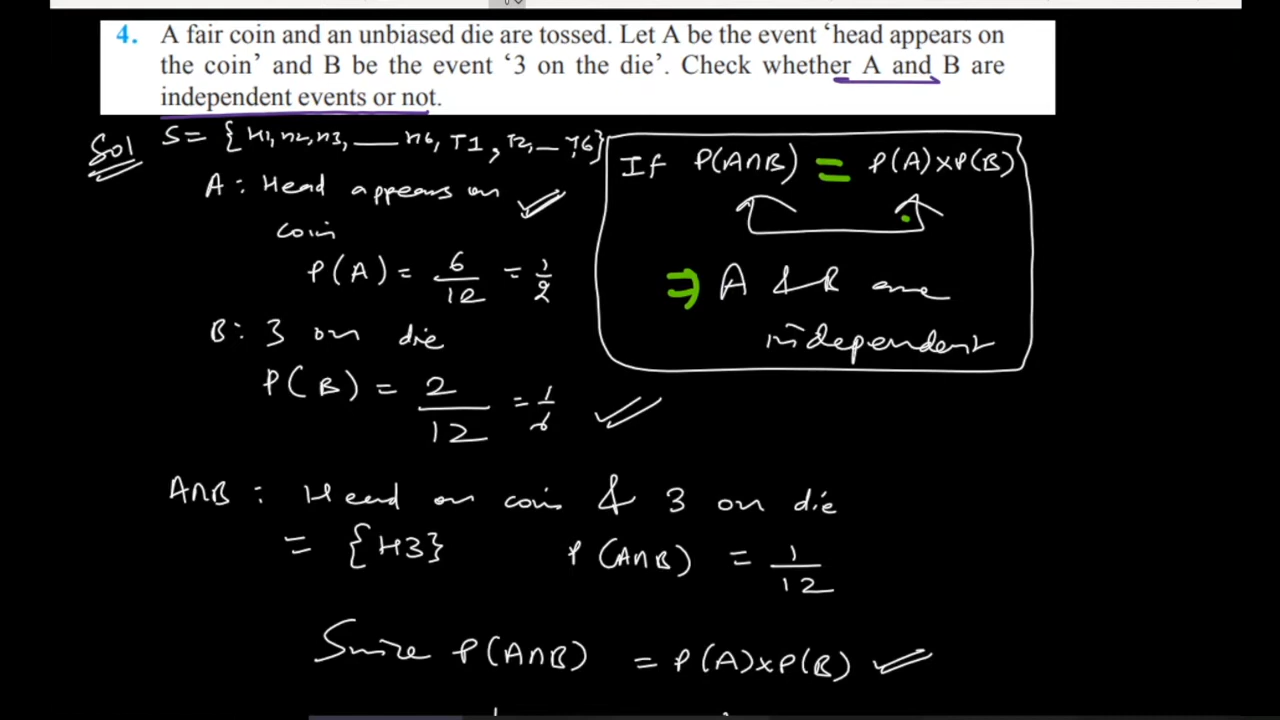 4. A fair coin and an unbiased die are tossed. Let A be the event ‘head appears on
the coin’ and B be the event ‘3 on the die’. Check whether A and B are
independent events or not.
Sol S = {H1, H2, H3, __ H6, T1, T2, _ T6}
A : Head appears on
coin
P(A) = 6/12 = 1/2
B : 3 on die
P(B) = 2/12 = 1/6
If P(A∩B) = P(A)×P(B)
⇒ A & B are
independent
A∩B : Head on coin & 3 on die
= {H3} P(A∩B) = 1/12
Since P(A∩B) = P(A)×P(B)